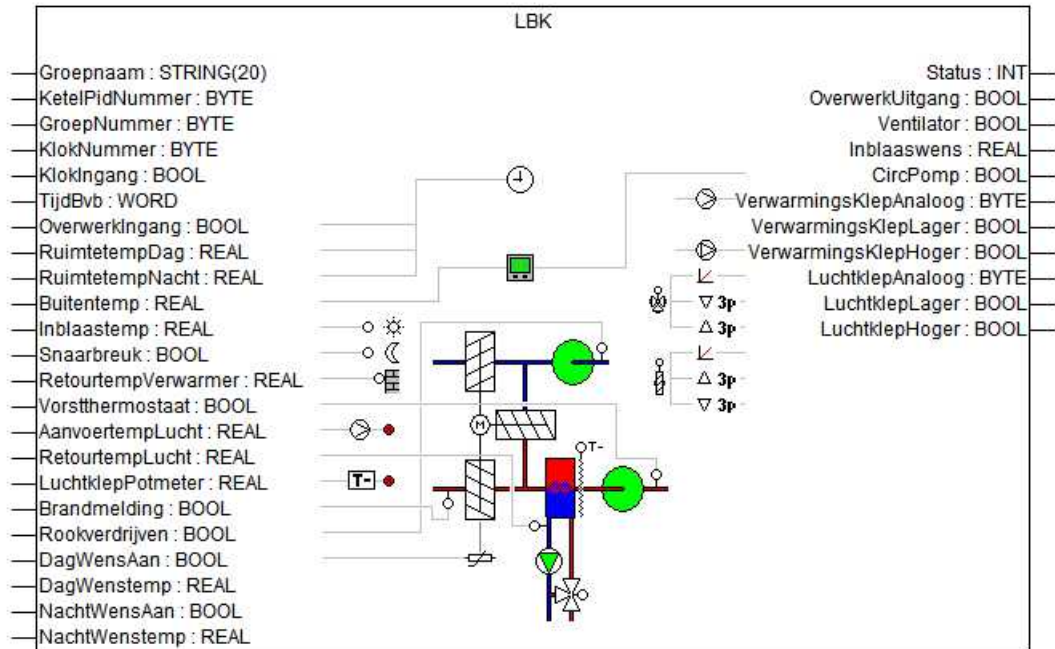 LBK
Groepnaam : STRING(20)
KetelPidNummer : BYTE
GroepNummer : BYTE
KlokNummer : BYTE
KlokIngang : BOOL
TijdBvb : WORD
OverwerkIngang : BOOL
RuimtetempDag : REAL
RuimtetempNacht : REAL
Buitentemp : REAL
Inblaastemp : REAL
Snaarbreuk : BOOL
RetourtempVerwarmer : REAL
Vorstthermostaat : BOOL
AanvoertempLucht : REAL
RetourtempLucht : REAL
LuchtklepPotmeter : REAL
Brandmelding : BOOL
Rookverdrijven : BOOL
DagWensAan : BOOL
DagWenstemp : REAL
NachtWensAan : BOOL
NachtWenstemp : REAL
T-
M
T-
3p
3p
3p
3p
Status : INT
OverwerkUitgang : BOOL
Ventilator : BOOL
Inblaaswens : REAL
CircPomp : BOOL
VerwarmingsKlepAnaloog : BYTE
VerwarmingsKlepLager : BOOL
VerwarmingsKlepHoger : BOOL
LuchtklepAnaloog : BYTE
LuchtklepLager : BOOL
LuchtklepHoger : BOOL